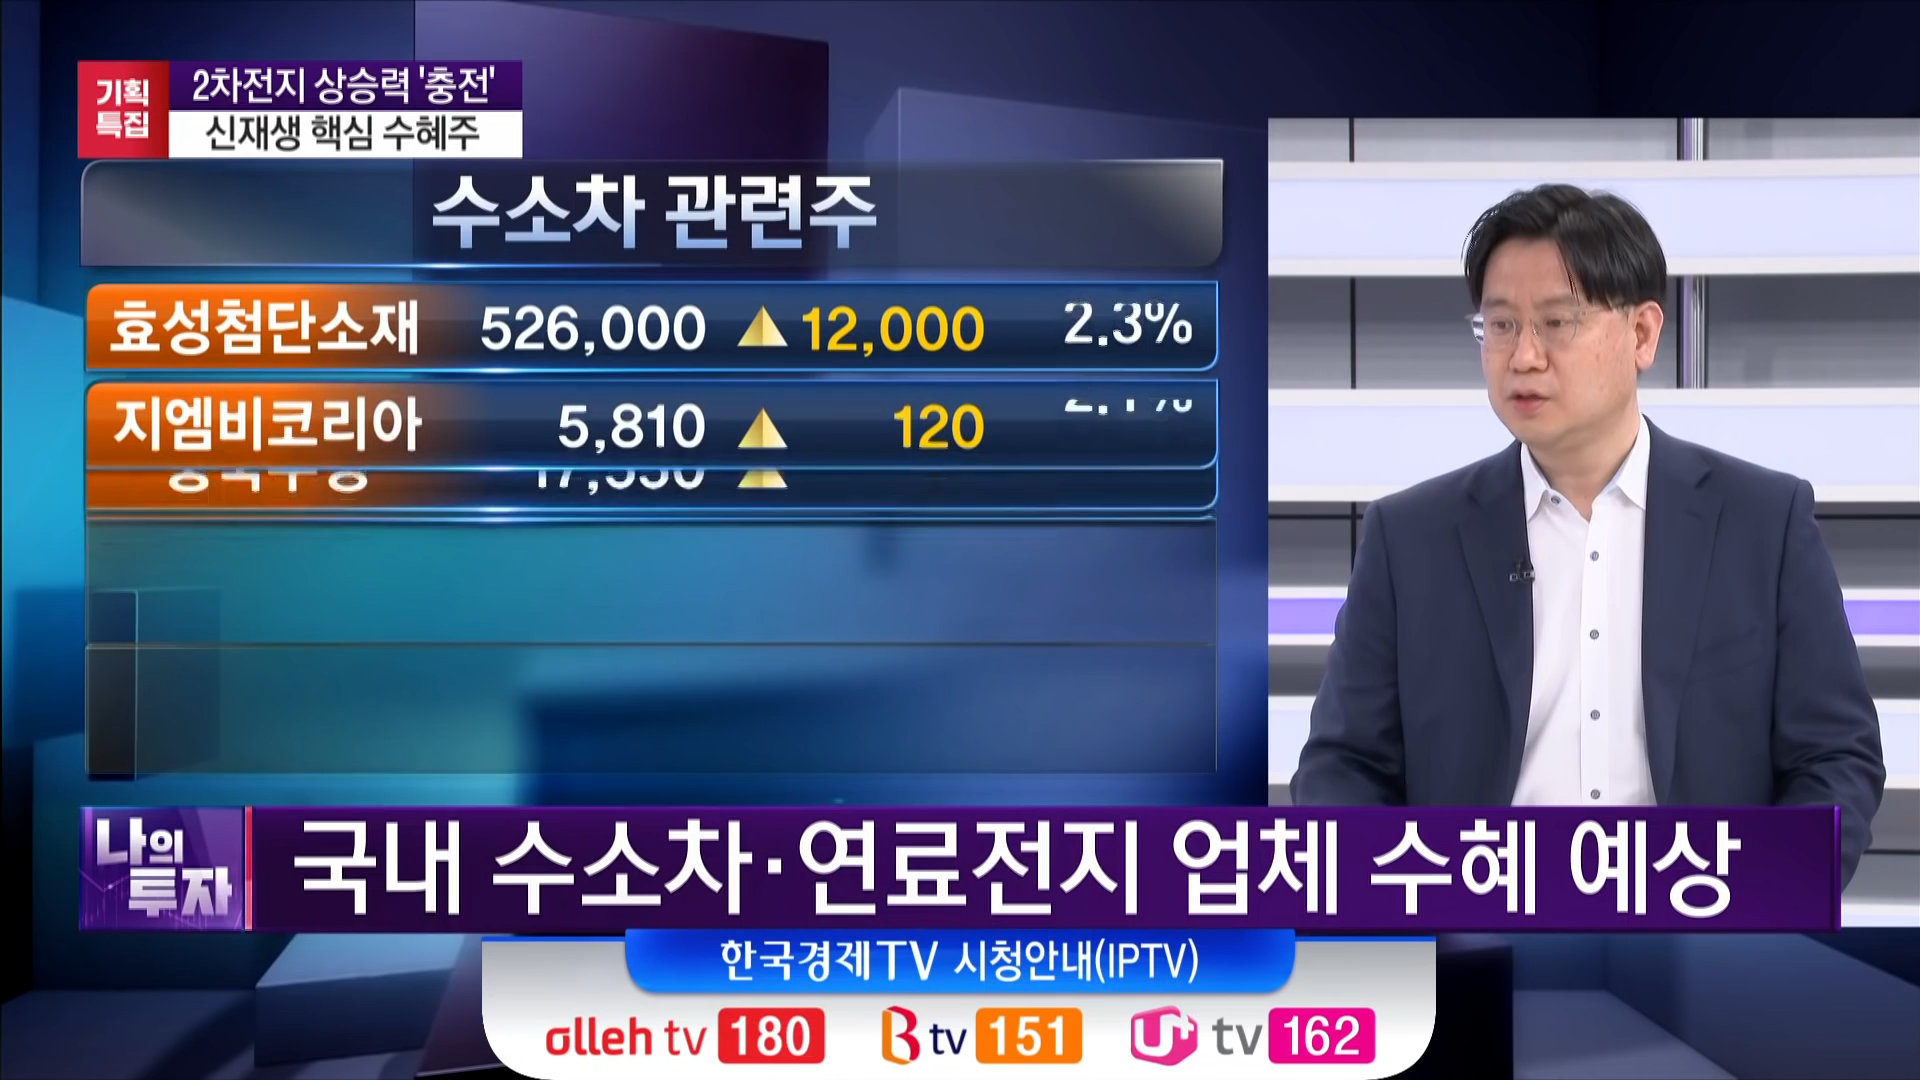 기획
특집
2차전지 상승력 '충전'
신재생 핵심 수혜주
수소차 관련주
효성첨단소재 526,000 ▲ 12,000 2.3%
지엠비코리아 5,810 ▲ 120
나의
투자
국내 수소차·연료전지 업체 수혜 예상
한국경제TV 시청안내(IPTV)
olleh tv 180 B tv 151 U+ tv 162